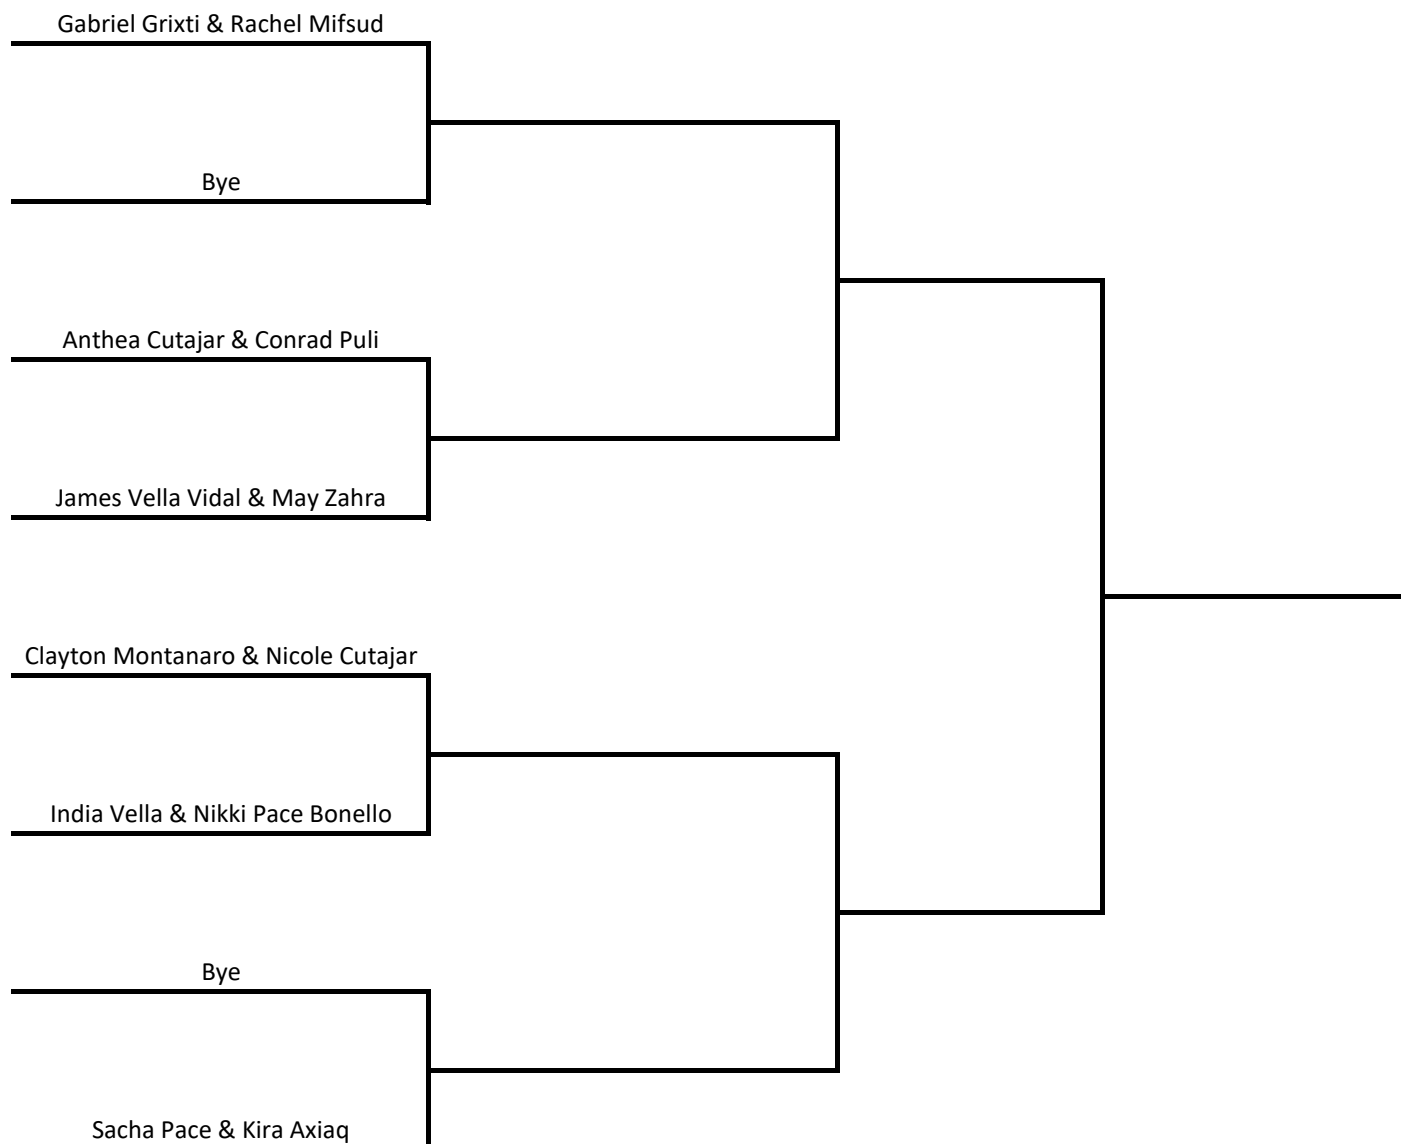 Gabriel Grixti & Rachel Mifsud
Bye
Anthea Cutajar & Conrad Puli
James Vella Vidal & May Zahra
Clayton Montanaro & Nicole Cutajar
India Vella & Nikki Pace Bonello
Bye
Sacha Pace & Kira Axiaq